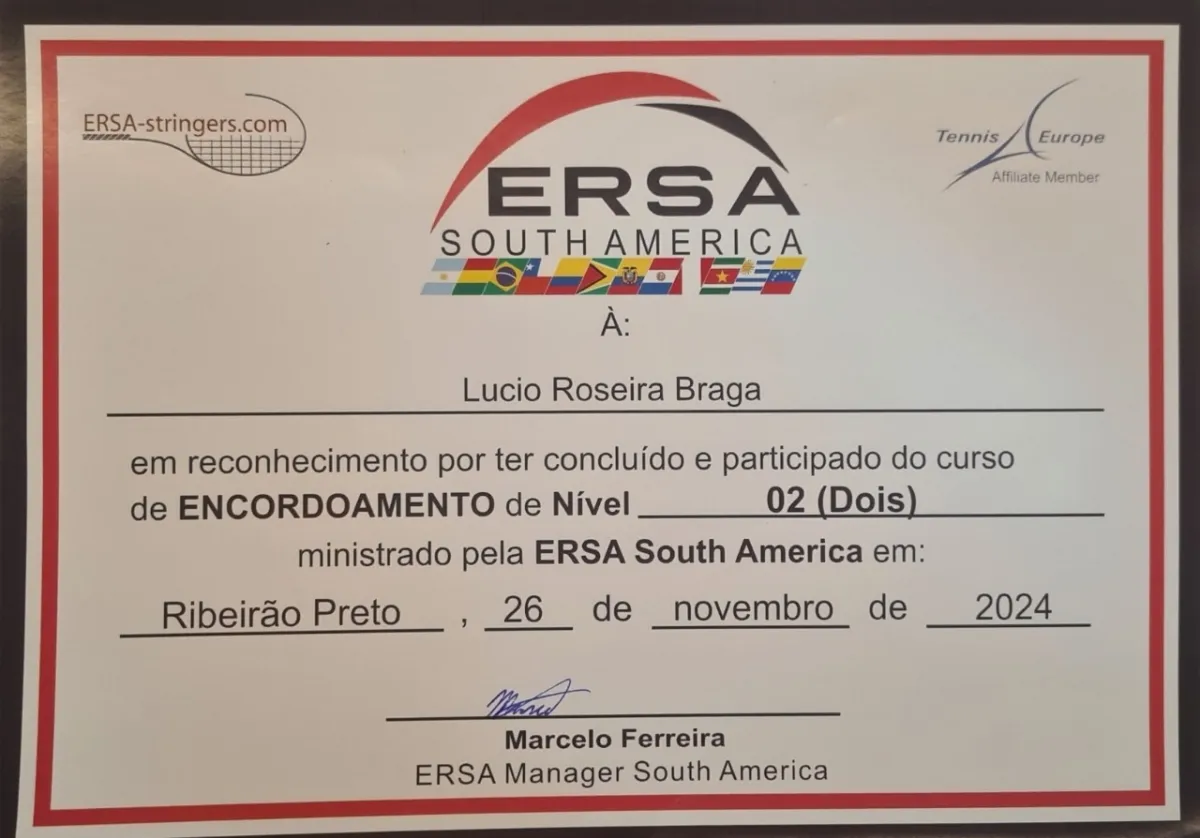 ERSA-stringers.com
Tennis Europe
Affiliate Member
ERSA
SOUTH AMERICA
À:
Lucio Roseira Braga
em reconhecimento por ter concluído e participado do curso
de ENCORDOAMENTO de Nível 02 (Dois)
ministrado pela ERSA South America em:
Ribeirão Preto , 26 de novembro de 2024
Marcelo Ferreira
ERSA Manager South America